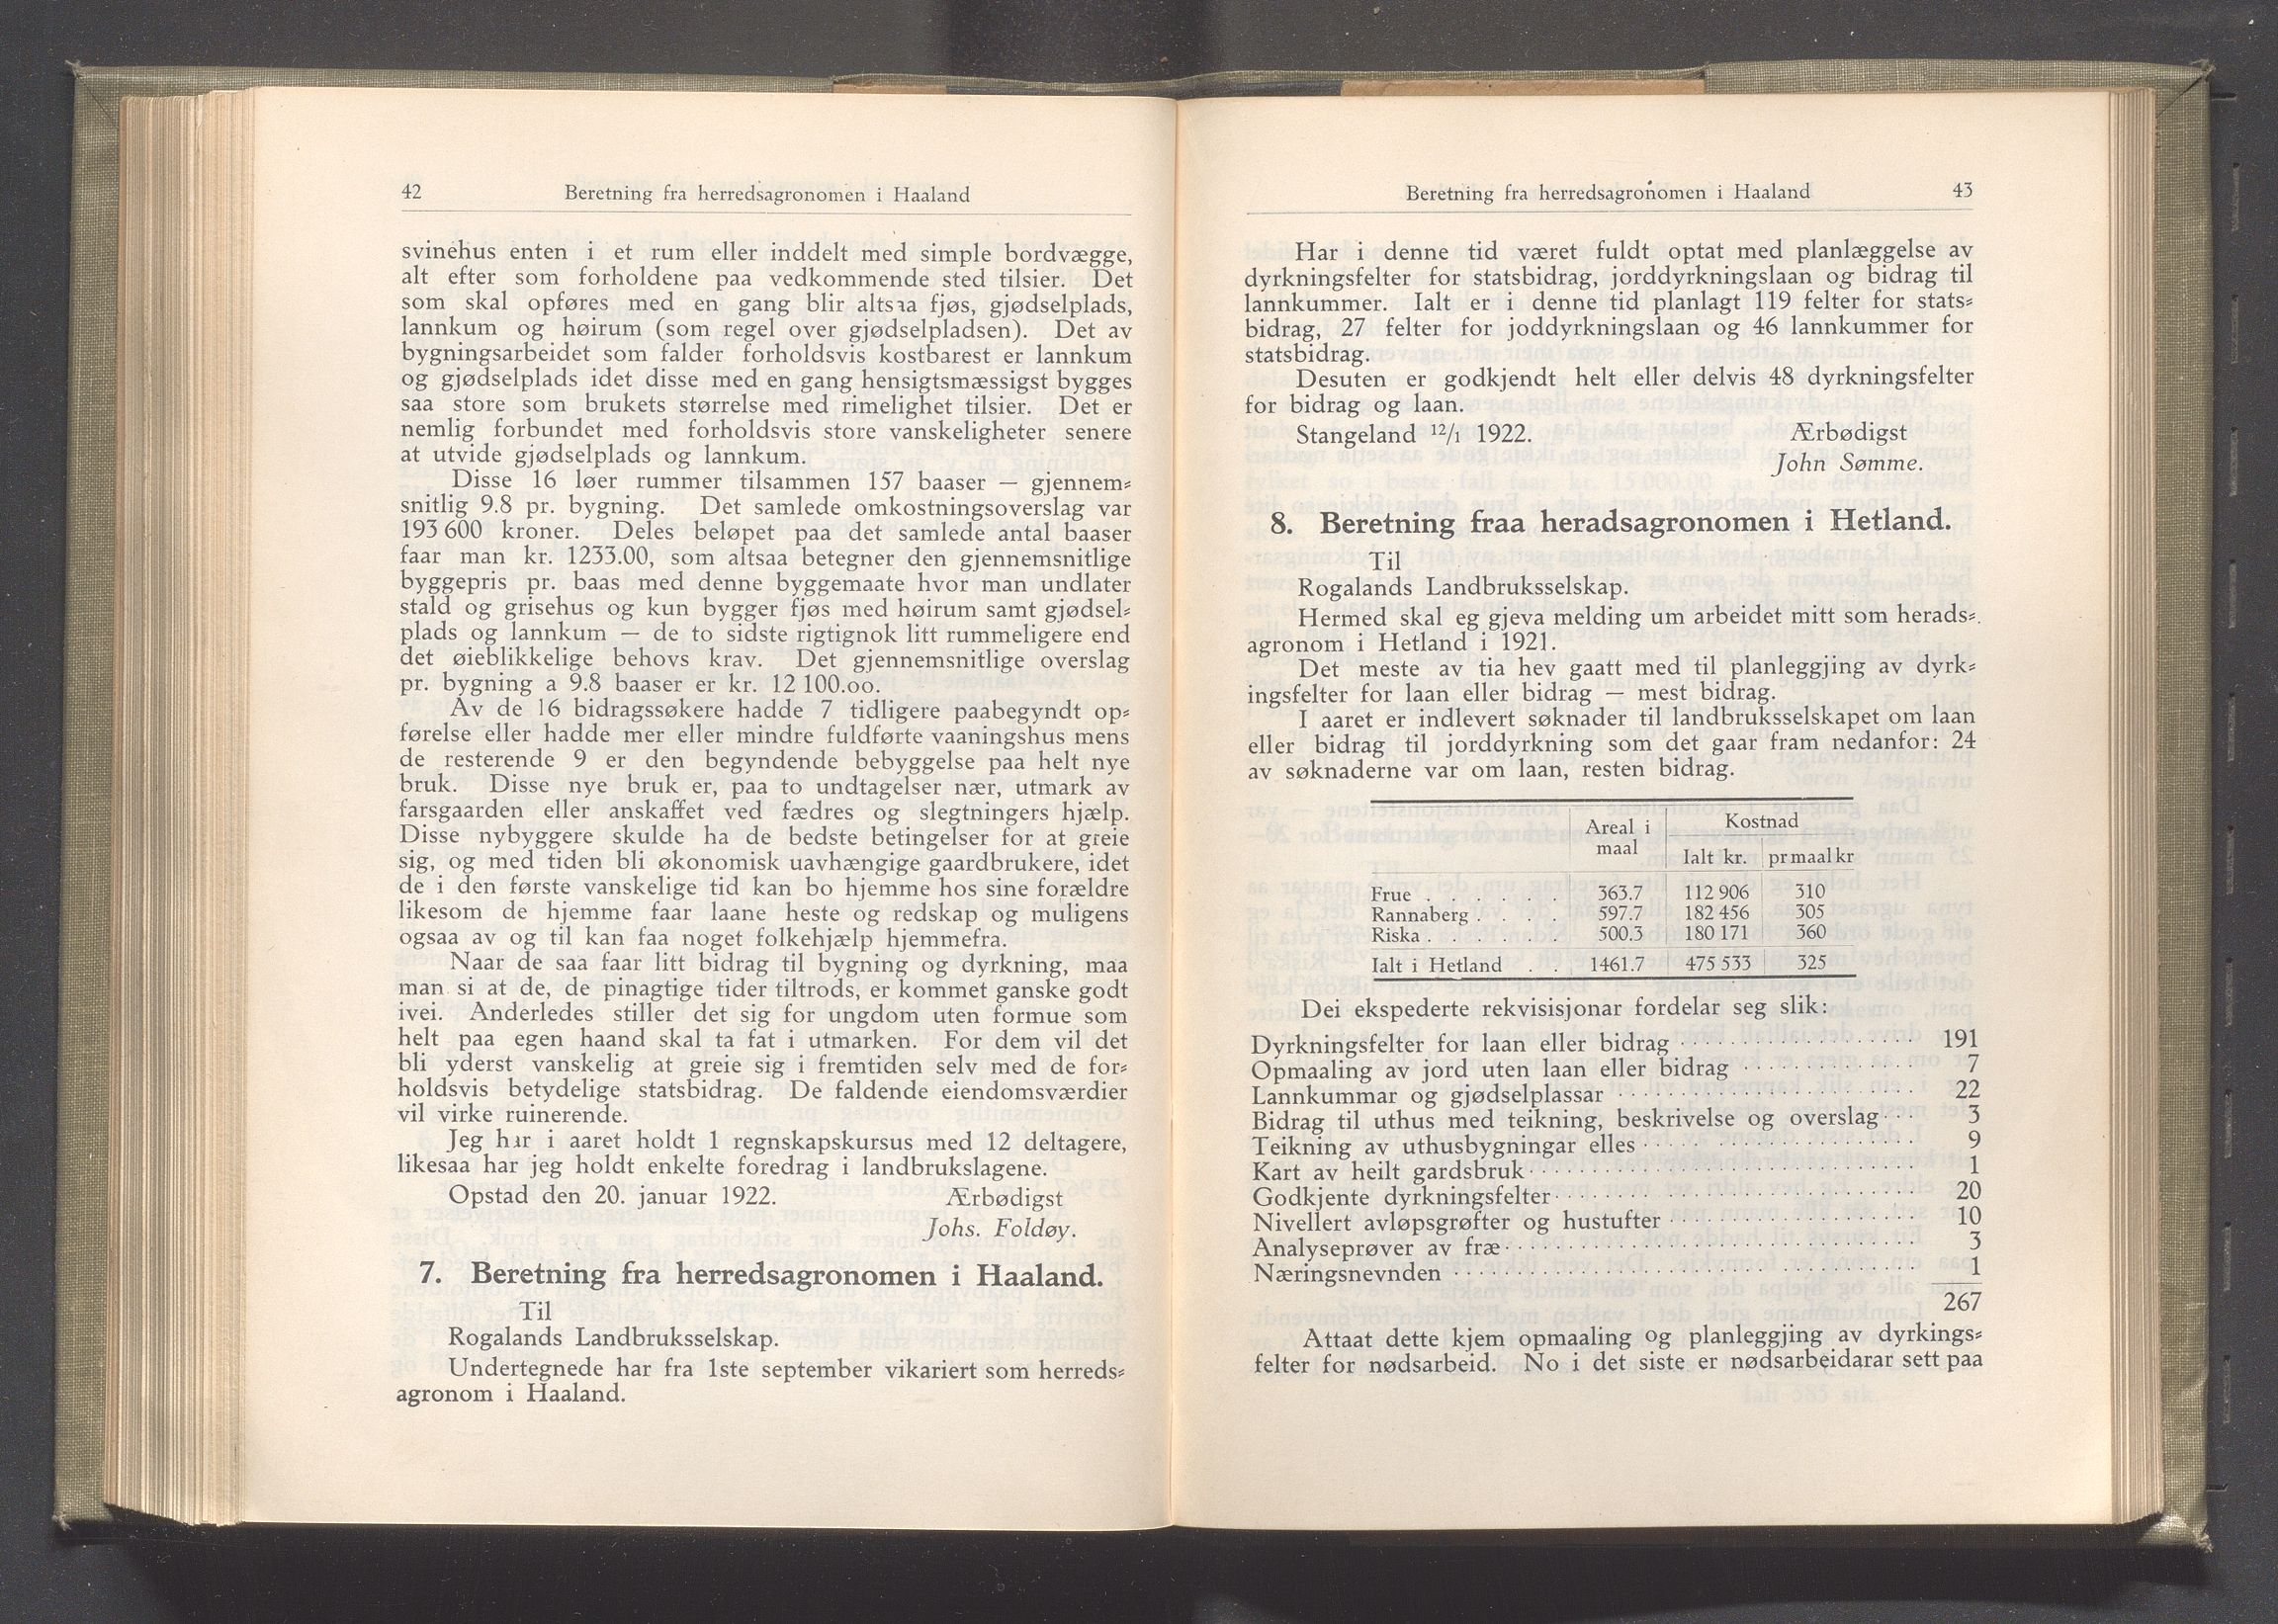 42 Beretning fra herredsagronomen i Haaland
svinehus enten i et rum eller inddelt med simple bordvægge,
alt efter som forholdene paa vedkommende sted tilsier. Det
som skal opføres med en gang blir altsaa fjøs, gjødselplads,
lannkum og høirum (som regel over gjødselpladsen). Det av
bygningsarbeidet som falder forholdsvis kostbarest er lannkum
og gjødselplads idet disse med en gang hensigtsmæssigst bygges
saa store som brukets størrelse med rimelighet tilsier. Det er
nemlig forbundet med forholdsvis store vanskeligheter senere
at utvide gjødselplads og lannkum.
Disse 16 løer rummer tilsammen 157 baaser — gjennem-
snitlig 9.8 pr. bygning. Det samlede omkostningsoverslag var
193 600 kroner. Deles beløpet paa det samlede antal baaser
faar man kr. 1233.00, som altsaa betegner den gjennemsnitlige
byggepris pr. baas med denne byggemaate hvor man undlater
stald og grisehus og kun bygger fjøs med høirum samt gjødsel-
plads og lannkum — de to sidste rigtignok litt rummeligere end
det øieblikkelige behovs krav. Det gjennemsnitlige overslag
pr. bygning a 9.8 baaser er kr. 12 100.oo.
Av de 16 bidragssøkere hadde 7 tidligere paabegyndt op-
førelse eller hadde mer eller mindre fuldførte vaaningshus mens
de resterende 9 er den begyndende bebyggelse paa helt nye
bruk. Disse nye bruk er, paa to undtagelser nær, utmark av
farsgaarden eller anskaffet ved fædres og slegtningers hjælp.
Disse nybyggere skulde ha de bedste betingelser for at greie
sig, og med tiden bli økonomisk uavhængige gaardbrukere, idet
de i den første vanskelige tid kan bo hjemme hos sine forældre
likesom de hjemme faar laane heste og redskap og muligens
ogsaa av og til kan faa noget folkehjælp hjemmefra.
Naar de saa faar litt bidrag til bygning og dyrkning, maa
man si at de, de pinagtige tider tiltrods, er kommet ganske godt
ivei. Anderledes stiller det sig for ungdom uten formue som
helt paa egen haand skal ta fat i utmarken. For dem vil det
bli yderst vanskelig at greie sig i fremtiden selv med de for-
holdsvis betydelige statsbidrag. De faldende eiendomsværdier
vil virke ruinerende.
Jeg har i aaret holdt 1 regnskapskursus med 12 deltagere,
likesaa har jeg holdt enkelte foredrag i landbrukslagene.
Opstad den 20. januar 1922. Ærbødigst
Johs. Foldøy.
7. Beretning fra herredsagronomen i Haaland.
Til
Rogalands Landbruksselskap.
Undertegnede har fra 1ste september vikariert som herreds-
agronom i Haaland.
Beretning fra herredsagronomen i Haaland 43
Har i denne tid været fuldt optat med planlæggelse av
dyrkningsfelter for statsbidrag, jorddyrkningslaan og bidrag til
lannkummer. Ialt er i denne tid planlagt 119 felter for stats-
bidrag, 27 felter for joddyrkningslaan og 46 lannkummer for
statsbidrag.
Desuten er godkjendt helt eller delvis 48 dyrkningsfelter
for bidrag og laan.
Stangeland 12/1 1922. Ærbødigst
John Sømme.
8. Beretning fraa heradsagronomen i Hetland.
Til
Rogalands Landbruksselskap.
Hermed skal eg gjeva melding um arbeidet mitt som herads-
agronom i Hetland i 1921.
Det meste av tia hev gaatt med til planleggjing av dyrk-
ingsfelter for laan eller bidrag — mest bidrag.
I aaret er indlevert søknader til landbruksselskapet om laan
eller bidrag til jorddyrkning som det gaar fram nedanfor: 24
av søknaderne var om laan, resten bidrag.
Areal i maal Kostnad
Ialt kr. pr maal kr
Frue . . . . . . 363.7 112 906 310
Rannaberg . . . . 597.7 182 456 305
Riska . . . . . . 500.3 180 171 360
Ialt i Hetland . . 1461.7 475 533 325
Dei ekspederte rekvisisjonar fordelar seg slik:
Dyrkningsfelter for laan eller bidrag 191
Opmaaling av jord uten laan eller bidrag 7
Lannkummar og gjødselplassar 22
Bidrag til uthus med teikning, beskrivelse og overslag 3
Teikning av uthusbygningar elles 9
Kart av heilt gardsbruk 1
Godkjente dyrkningsfelter 20
Nivellert avløpsgrøfter og hustufter 10
Analyseprøver av fræ 3
Næringsnevnden 1
267
Attaat dette kjem opmaaling og planleggjing av dyrkings-
felter for nødsarbeid. No i det siste er nødsarbeidarar sett paa